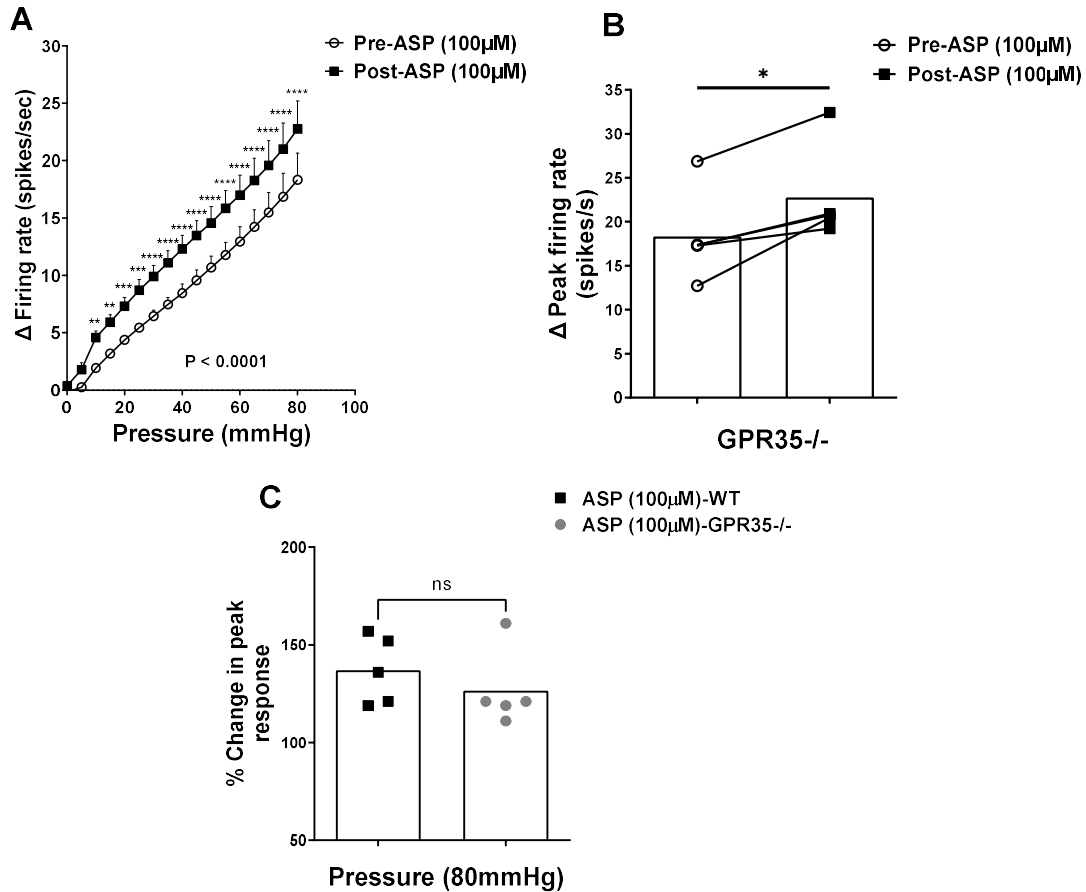 A
Pre-ASP (100µM)
Post-ASP (100µM)
30
25
20
15
10
5
0
Δ Firing rate (spikes/sec)
**
**
***
***
****
****
****
****
****
****
****
****
****
****
****
P < 0.0001
0
20
40
60
80
100
Pressure (mmHg)
B
Pre-ASP (100µM)
Post-ASP (100µM)
*
35
30
25
20
15
10
5
0
Δ Peak firing rate
(spikes/s)
GPR35-/-
C
ASP (100µM)-WT
ASP (100µM)-GPR35-/-
200
150
100
50
% Change in peak
response
ns
Pressure (80mmHg)